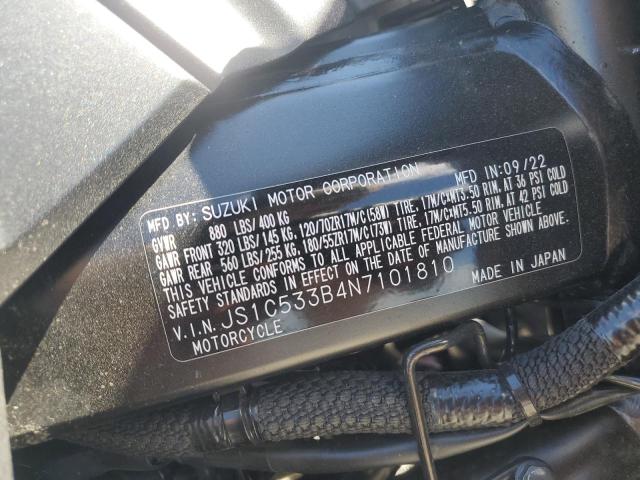 MFD BY: SUZUKI MOTOR CORPORATION MFD IN: 09/22
GVWR 880 LBS/400 KG
GAWR FRONT 320 LBS/145 KG, 120/70ZR17M/C(58W) TIRE, 17M/C×MT3.50 RIM, AT 36 PSI COLD
GAWR REAR 560 LBS/255 KG, 180/55ZR17M/C(73W) TIRE, 17M/C×MT5.50 RIM, AT 42 PSI COLD
THIS VEHICLE CONFORMS TO ALL APPLICABLE FEDERAL MOTOR VEHICLE
SAFETY STANDARDS IN EFFECT ON THE DATE OF MANUFACTURE SHOWN ABOVE.
V.I.N. JS1C533B4N7101810 MADE IN JAPAN
MOTORCYCLE